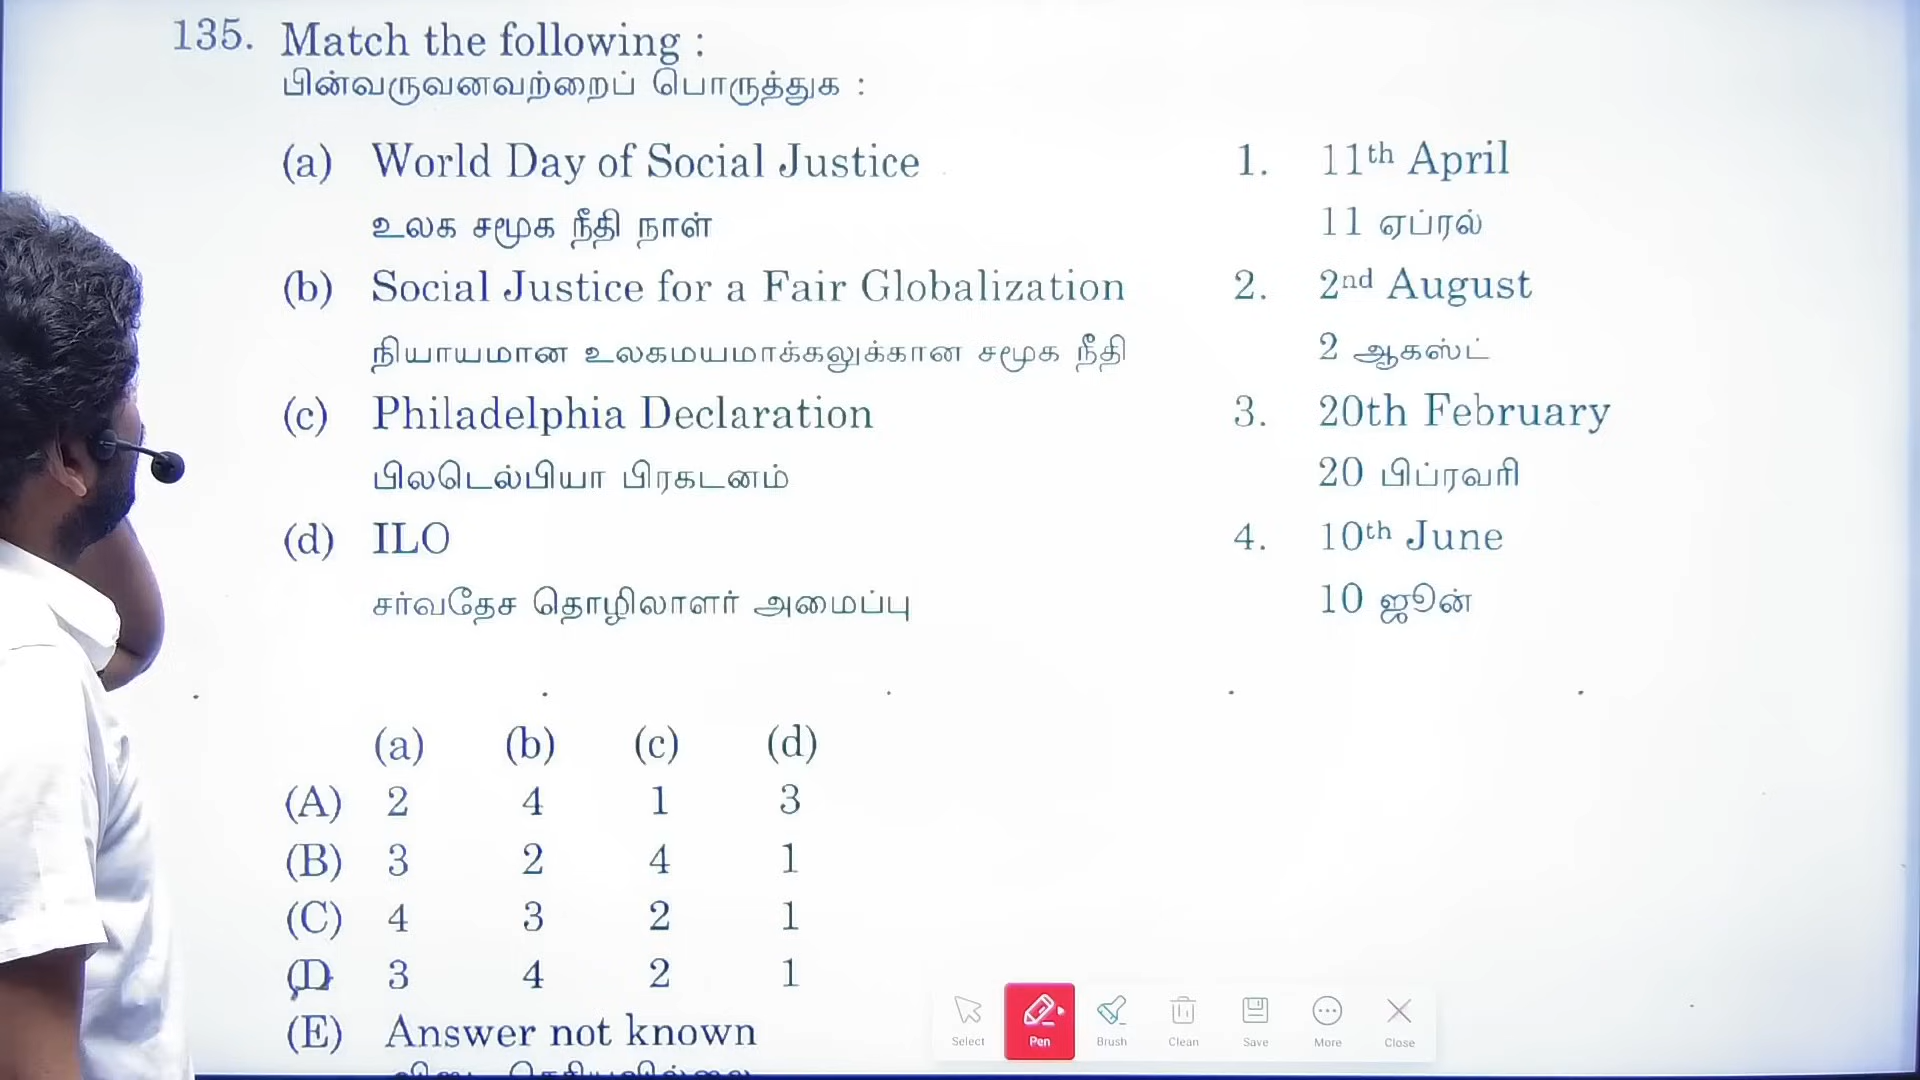 135. Match the following :
பின்வருவனவற்றைப் பொருத்துக :
(a) World Day of Social Justice 1. 11th April
உலக சமூக நீதி நாள் 11 ஏப்ரல்
(b) Social Justice for a Fair Globalization 2. 2nd August
நியாயமான உலகமயமாக்கலுக்கான சமூக நீதி 2 ஆகஸ்ட்
(c) Philadelphia Declaration 3. 20th February
பிலடெல்பியா பிரகடனம் 20 பிப்ரவரி
(d) ILO 4. 10th June
சர்வதேச தொழிலாளர் அமைப்பு 10 ஜூன்
(a) (b) (c) (d)
(A) 2 4 1 3
(B) 3 2 4 1
(C) 4 3 2 1
(D) 3 4 2 1
(E) Answer not known
Select Pen Brush Clean Save More Close